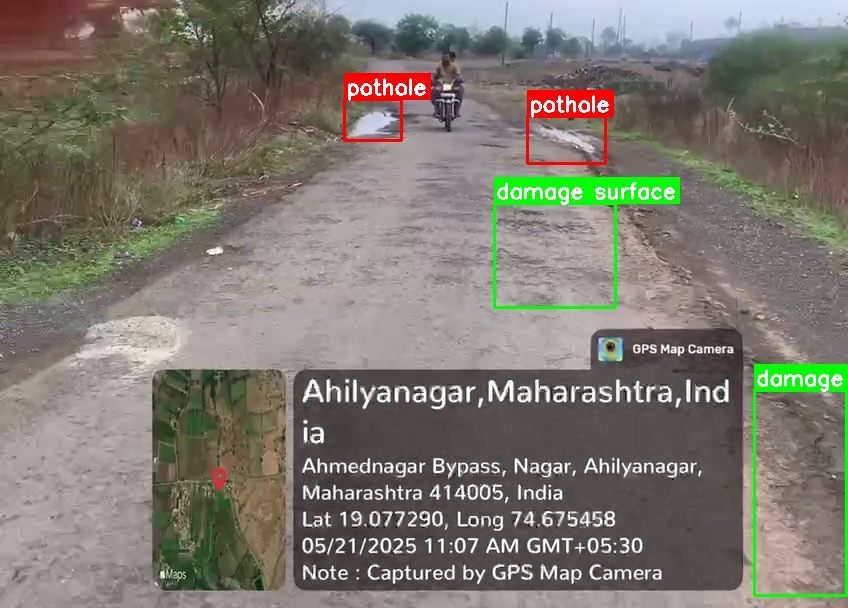 pothole
pothole
damage surface
GPS Map Camera
damage
Ahilyanagar,Maharashtra,Ind
ia
Ahmednagar Bypass, Nagar, Ahilyanagar,
Maharashtra 414005, India
Lat 19.077290, Long 74.675458
05/21/2025 11:07 AM GMT+05:30
Note : Captured by GPS Map Camera
Maps